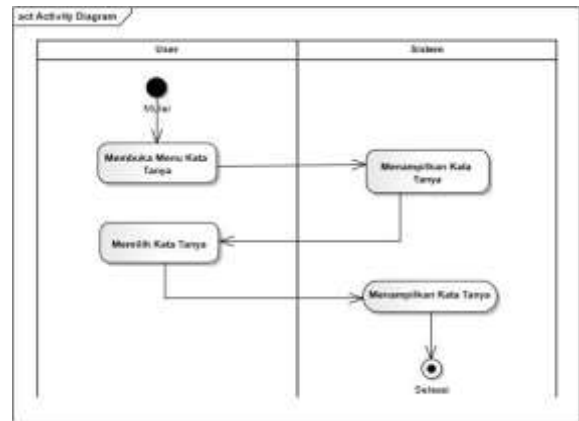 act Activity Diagram
User
Sistem
Mulai
Membuka Menu Kata
Tanya
Menampilkan Kata
Tanya
Memilih Kata Tanya
Menampilkan Kata Tanya
Selesai